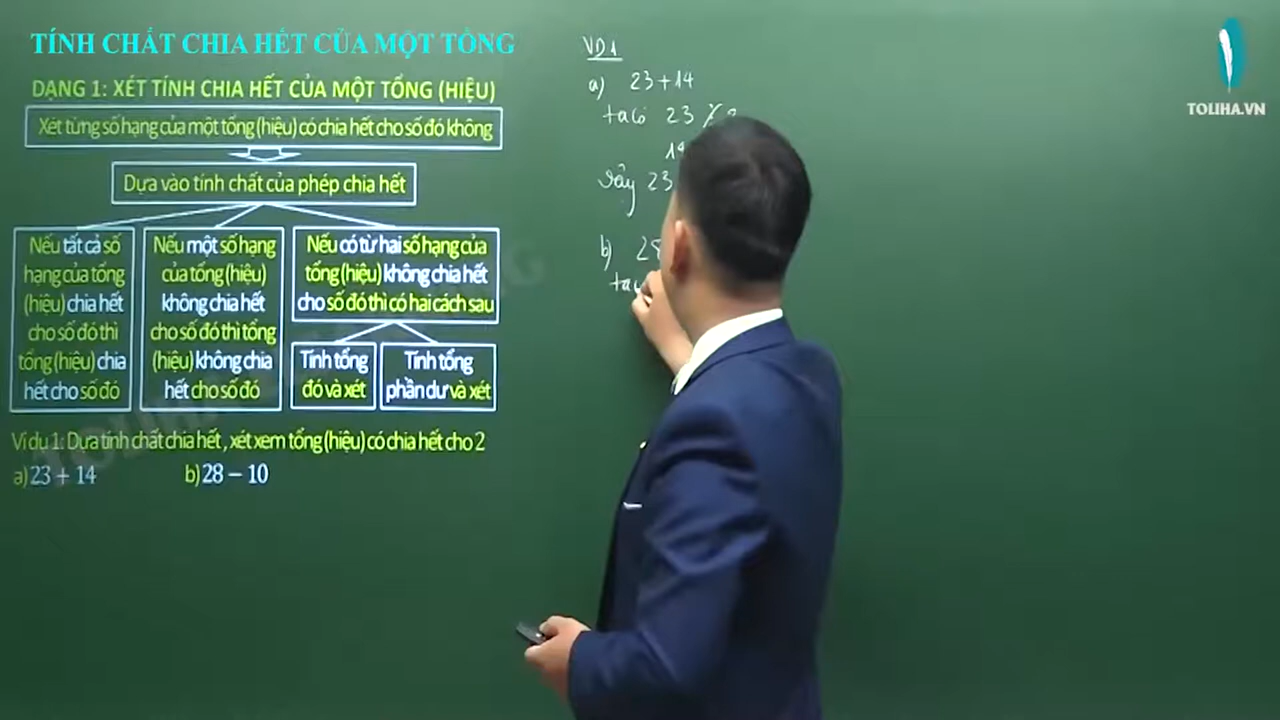 TÍNH CHẤT CHIA HẾT CỦA MỘT TỔNG
DẠNG 1: XÉT TÍNH CHIA HẾT CỦA MỘT TỔNG (HIỆU)
Xét từng số hạng của một tổng (hiệu) có chia hết cho số đó không
Dựa vào tính chất của phép chia hết
Nếu tất cả số
hạng của tổng
(hiệu) chia hết
cho số đó thì
tổng (hiệu) chia
hết cho số đó
Nếu một số hạng
của tổng (hiệu)
không chia hết
cho số đó thì tổng
(hiệu) không chia
hết cho số đó
Nếu có từ hai số hạng của
tổng (hiệu) không chia hết
cho số đó thì có hai cách sau
Tính tổng
đó và xét
Tính tổng
phần dư và xét
Ví dụ 1: Dựa tính chất chia hết, xét xem tổng (hiệu) có chia hết cho 2
a) 23 + 14
b) 28 − 10
VD1
a) 23 + 14
ta có 23
14
Vậy 23
b) 28
ta
TOLIHA.VN